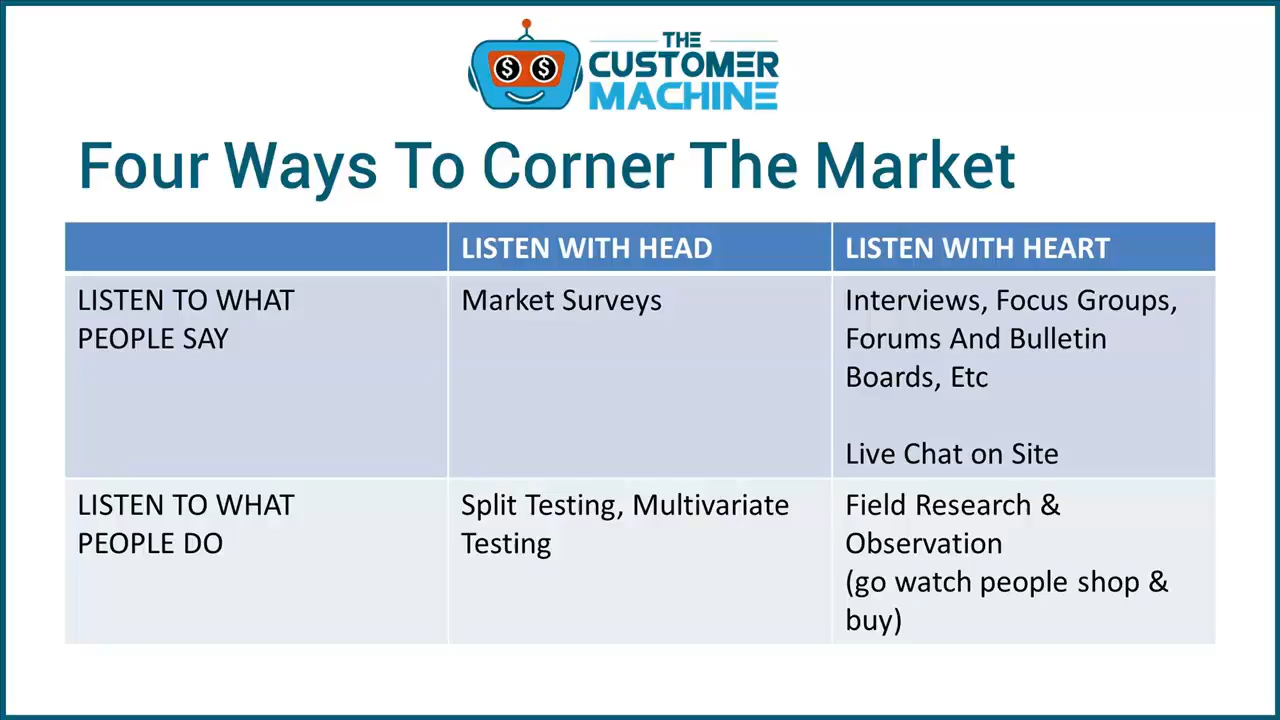 THE
CUSTOMER
MACHINE
Four Ways To Corner The Market
LISTEN WITH HEAD
LISTEN WITH HEART
LISTEN TO WHAT
PEOPLE SAY
Market Surveys
Interviews, Focus Groups,
Forums And Bulletin
Boards, Etc
Live Chat on Site
LISTEN TO WHAT
PEOPLE DO
Split Testing, Multivariate
Testing
Field Research &
Observation
(go watch people shop &
buy)